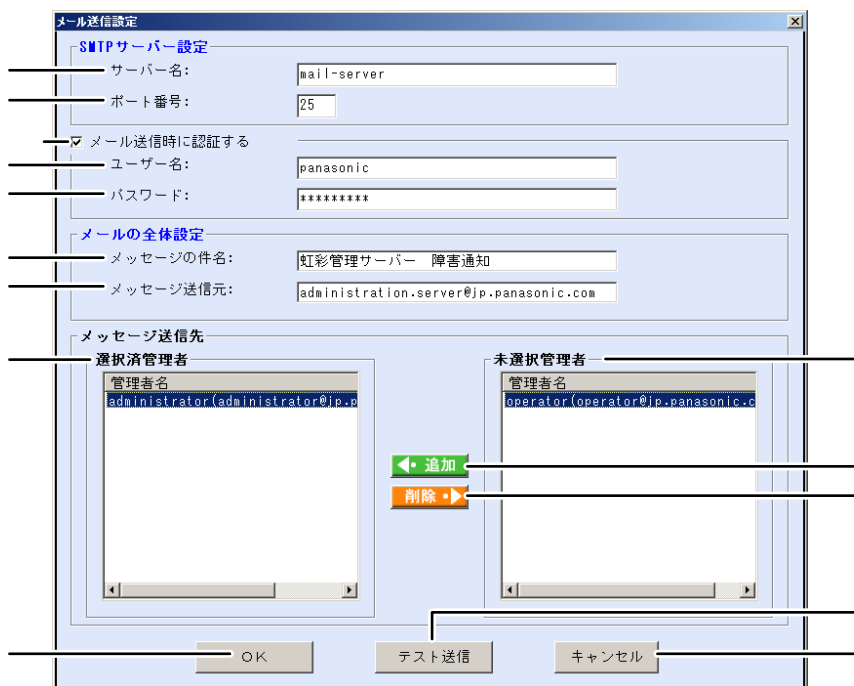 メール送信設定
SMTPサーバー設定
サーバー名:
mail-server
ポート番号:
25
メール送信時に認証する
ユーザー名:
panasonic
パスワード:
*********
メールの全体設定
メッセージの件名:
虹彩管理サーバー 障害通知
メッセージ送信元:
administration.server@jp.panasonic.com
メッセージ送信先
選択済管理者
管理者名
administrator(administrator@jp.p
追加
削除
未選択管理者
管理者名
operator(operator@jp.panasonic.c
OK
テスト送信
キャンセル